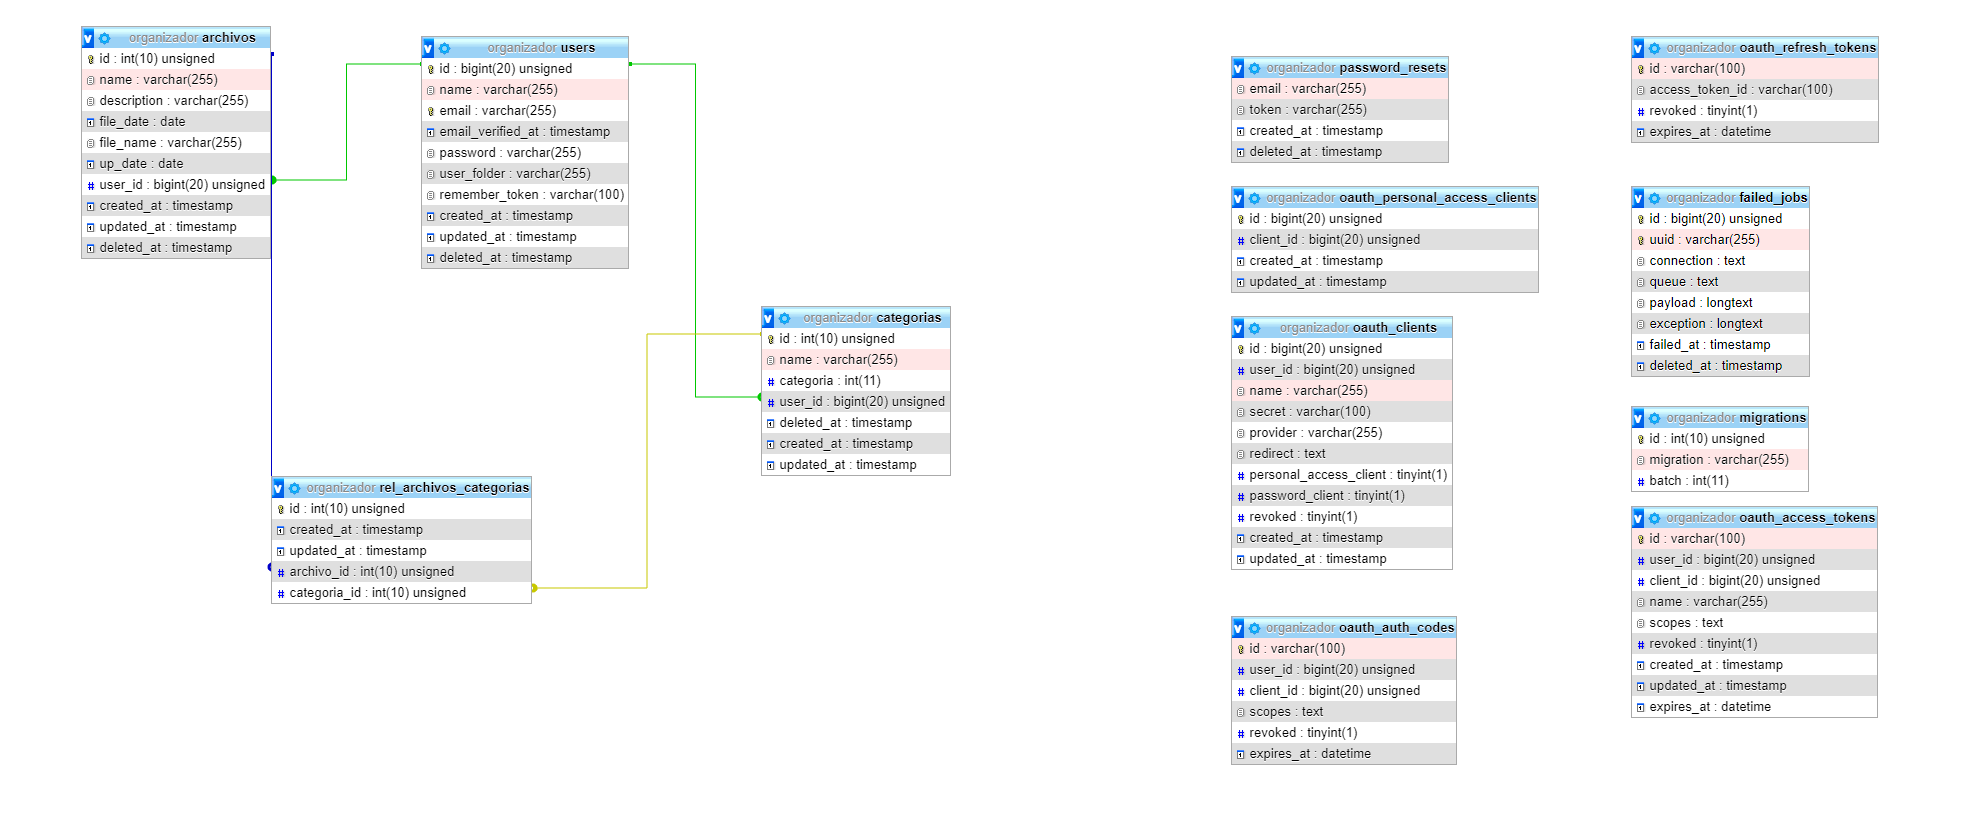 v organizador archivos
id : int(10) unsigned
name : varchar(255)
description : varchar(255)
file_date : date
file_name : varchar(255)
up_date : date
# user_id : bigint(20) unsigned
created_at : timestamp
updated_at : timestamp
deleted_at : timestamp
v organizador users
id : bigint(20) unsigned
name : varchar(255)
email : varchar(255)
email_verified_at : timestamp
password : varchar(255)
user_folder : varchar(255)
remember_token : varchar(100)
created_at : timestamp
updated_at : timestamp
deleted_at : timestamp
v organizador categorias
id : int(10) unsigned
name : varchar(255)
# categoria : int(11)
# user_id : bigint(20) unsigned
deleted_at : timestamp
created_at : timestamp
updated_at : timestamp
v organizador rel_archivos_categorias
id : int(10) unsigned
created_at : timestamp
updated_at : timestamp
# archivo_id : int(10) unsigned
# categoria_id : int(10) unsigned
v organizador password_resets
email : varchar(255)
token : varchar(255)
created_at : timestamp
deleted_at : timestamp
v organizador oauth_personal_access_clients
id : bigint(20) unsigned
# client_id : bigint(20) unsigned
created_at : timestamp
updated_at : timestamp
v organizador oauth_clients
id : bigint(20) unsigned
# user_id : bigint(20) unsigned
name : varchar(255)
secret : varchar(100)
provider : varchar(255)
redirect : text
# personal_access_client : tinyint(1)
# password_client : tinyint(1)
# revoked : tinyint(1)
created_at : timestamp
updated_at : timestamp
v organizador oauth_auth_codes
id : varchar(100)
# user_id : bigint(20) unsigned
# client_id : bigint(20) unsigned
scopes : text
# revoked : tinyint(1)
expires_at : datetime
v organizador oauth_refresh_tokens
id : varchar(100)
access_token_id : varchar(100)
# revoked : tinyint(1)
expires_at : datetime
v organizador failed_jobs
id : bigint(20) unsigned
uuid : varchar(255)
connection : text
queue : text
payload : longtext
exception : longtext
failed_at : timestamp
deleted_at : timestamp
v organizador migrations
id : int(10) unsigned
migration : varchar(255)
# batch : int(11)
v organizador oauth_access_tokens
id : varchar(100)
# user_id : bigint(20) unsigned
# client_id : bigint(20) unsigned
name : varchar(255)
scopes : text
# revoked : tinyint(1)
created_at : timestamp
updated_at : timestamp
expires_at : datetime